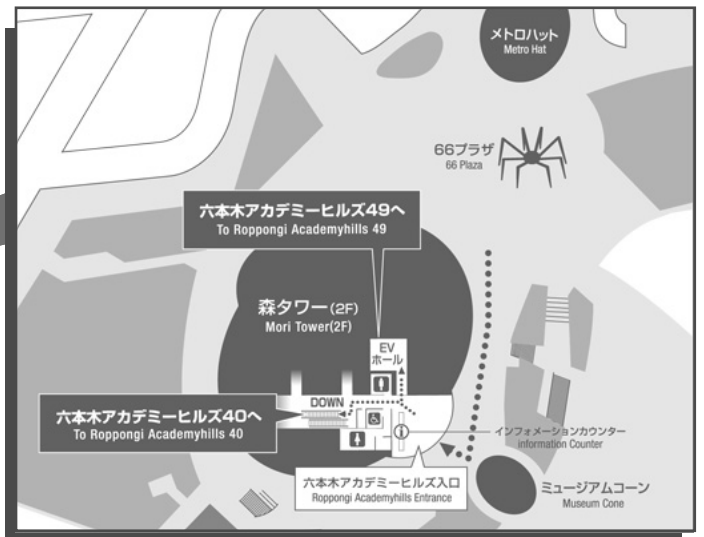 メトロハット
Metro Hat
66プラザ
66 Plaza
六本木アカデミーヒルズ49へ
To Roppongi Academyhills 49
森タワー(2F)
Mori Tower(2F)
EV
ホール
DOWN
六本木アカデミーヒルズ40へ
To Roppongi Academyhills 40
インフォメーションカウンター
information Counter
六本木アカデミーヒルズ入口
Roppongi Academyhills Entrance
ミュージアムコーン
Museum Cone